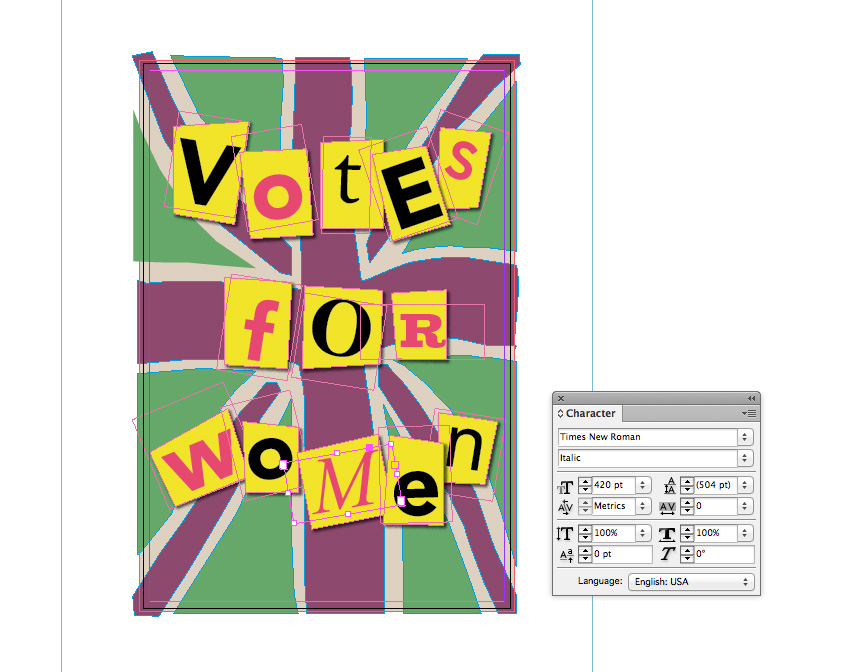 VotEs
fOR
woMen
Character
Times New Roman
Italic
420 pt
(504 pt)
Metrics
0
100%
100%
0 pt
0°
Language: English: USA